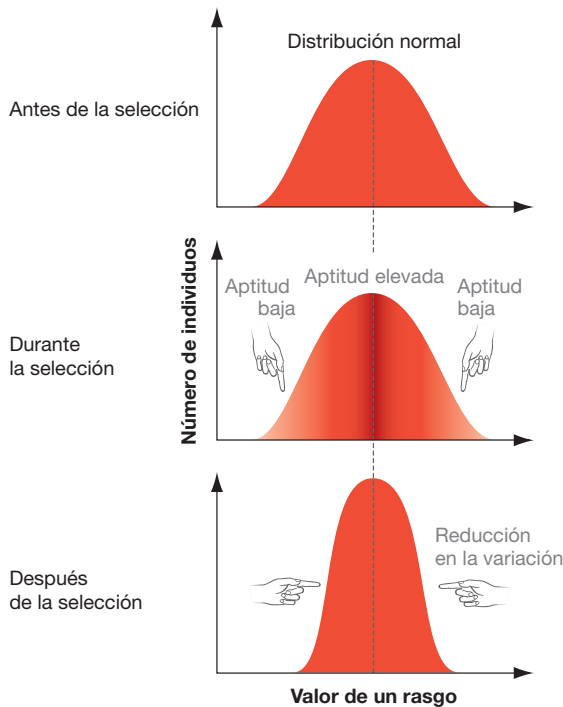 Distribución normal
Antes de la selección
Número de individuos
Aptitud
baja
Aptitud elevada
Aptitud
baja
Durante
la selección
Reducción
en la variación
Después
de la selección
Valor de un rasgo